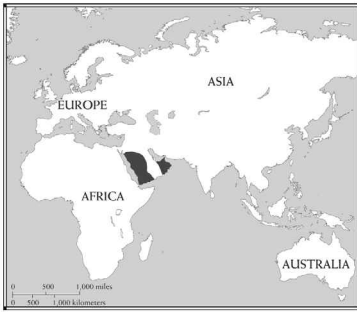 ASIA
EUROPE
AFRICA
AUSTRALIA
0 500 1,000 miles
0 500 1,000 kilometers